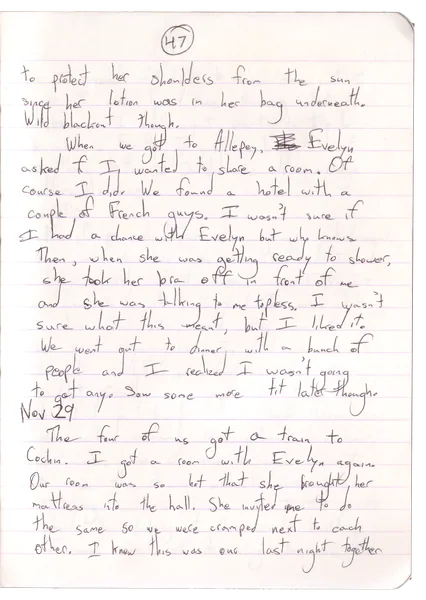 47
to protect her shoulders from the sun
since her lotion was in her bag underneath.
Wild blackout though.
When we got to Allepey, Evelyn
asked if I wanted to share a room. Of
course I did. We found a hotel with a
couple of French guys. I wasn't sure if
I had a chance with Evelyn but who knows
Then, when she was getting ready to shower,
she took her bra off in front of me
and she was talking to me topless. I wasn't
sure what this meant, but I liked it.
We went out to dinner with a bunch of
people and I realized I wasn't going
to get any. Saw some more tit later though.
Nov 29
The four of us got a train to
Cochin. I got a room with Evelyn again.
Our room was so hot that she brought her
mattress into the hall. She invited me to do
the same so we were cramped next to each
other. I knew this was our last night together